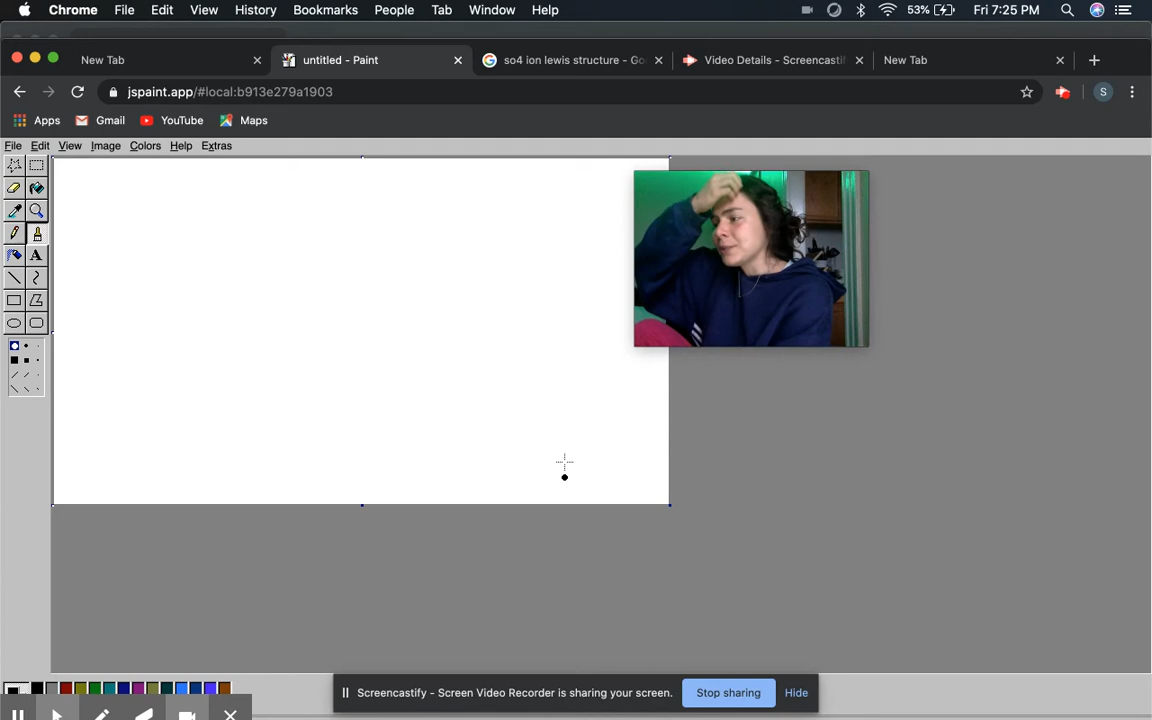 Chrome File Edit View History Bookmarks People Tab Window Help 53% Fri 7:25 PM
New Tab untitled - Paint so4 ion lewis structure - Go Video Details - Screencastif New Tab
jspaint.app/#local:b913e279a1903 S
Apps Gmail YouTube Maps
File Edit View Image Colors Help Extras
A
Screencastify - Screen Video Recorder is sharing your screen. Stop sharing Hide